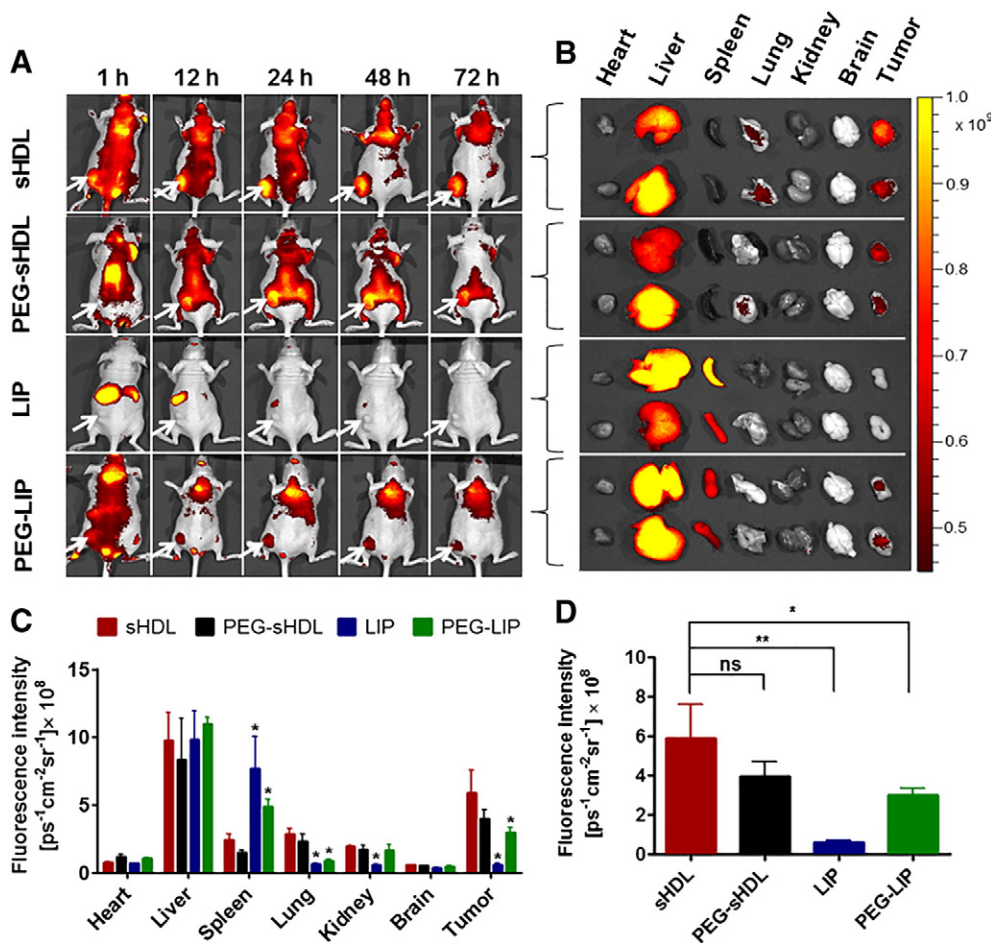 A
1 h 12 h 24 h 48 h 72 h
sHDL
PEG-sHDL
LIP
PEG-LIP
B
Heart Liver Spleen Lung Kidney Brain Tumor
1.0
x 10⁹
0.9
0.8
0.7
0.6
0.5
C
sHDL PEG-sHDL LIP PEG-LIP
Fluorescence Intensity
[ps⁻¹cm⁻²sr⁻¹]× 10⁸
15
10
5
0
* * * * * * *
Heart Liver Spleen Lung Kidney Brain Tumor
D
Fluorescence Intensity
[ps⁻¹cm⁻²sr⁻¹] × 10⁸
10
8
6
4
2
0
*
**
ns
sHDL PEG-sHDL LIP PEG-LIP